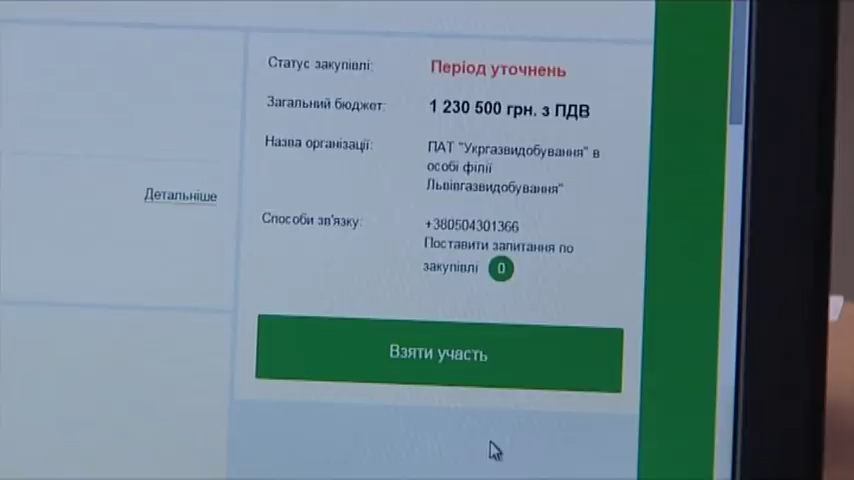 Статус закупівлі: Період уточнень
Загальний бюджет: 1 230 500 грн. з ПДВ
Назва організації: ПАТ "Укргазвидобування" в
особі філії
Львівгазвидобування"
Детальніше
Способи зв'язку: +380504301366
Поставити запитання по
закупівлі 0
Взяти участь